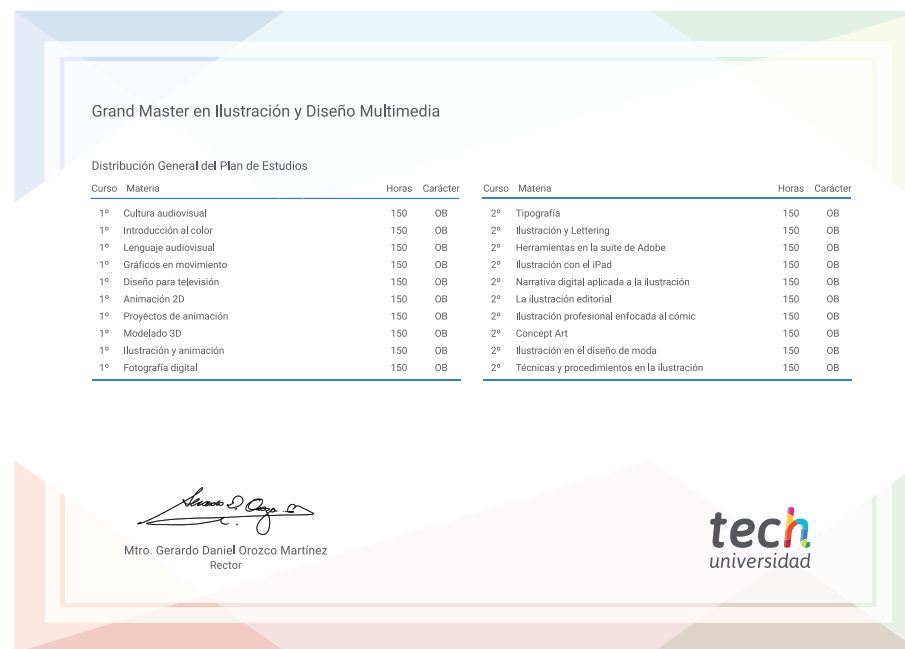 Grand Master en Ilustración y Diseño Multimedia
Distribución General del Plan de Estudios
Curso Materia Horas Carácter
1º Cultura audiovisual 150 OB
1º Introducción al color 150 OB
1º Lenguaje audiovisual 150 OB
1º Gráficos en movimiento 150 OB
1º Diseño para televisión 150 OB
1º Animación 2D 150 OB
1º Proyectos de animación 150 OB
1º Modelado 3D 150 OB
1º Ilustración y animación 150 OB
1º Fotografía digital 150 OB
Curso Materia Horas Carácter
2º Tipografía 150 OB
2º Ilustración y Lettering 150 OB
2º Herramientas en la suite de Adobe 150 OB
2º Ilustración con el iPad 150 OB
2º Narrativa digital aplicada a la ilustración 150 OB
2º La ilustración editorial 150 OB
2º Ilustración profesional enfocada al cómic 150 OB
2º Concept Art 150 OB
2º Ilustración en el diseño de moda 150 OB
2º Técnicas y procedimientos en la ilustración 150 OB
Mtro. Gerardo Daniel Orozco Martínez
Rector
tech
universidad